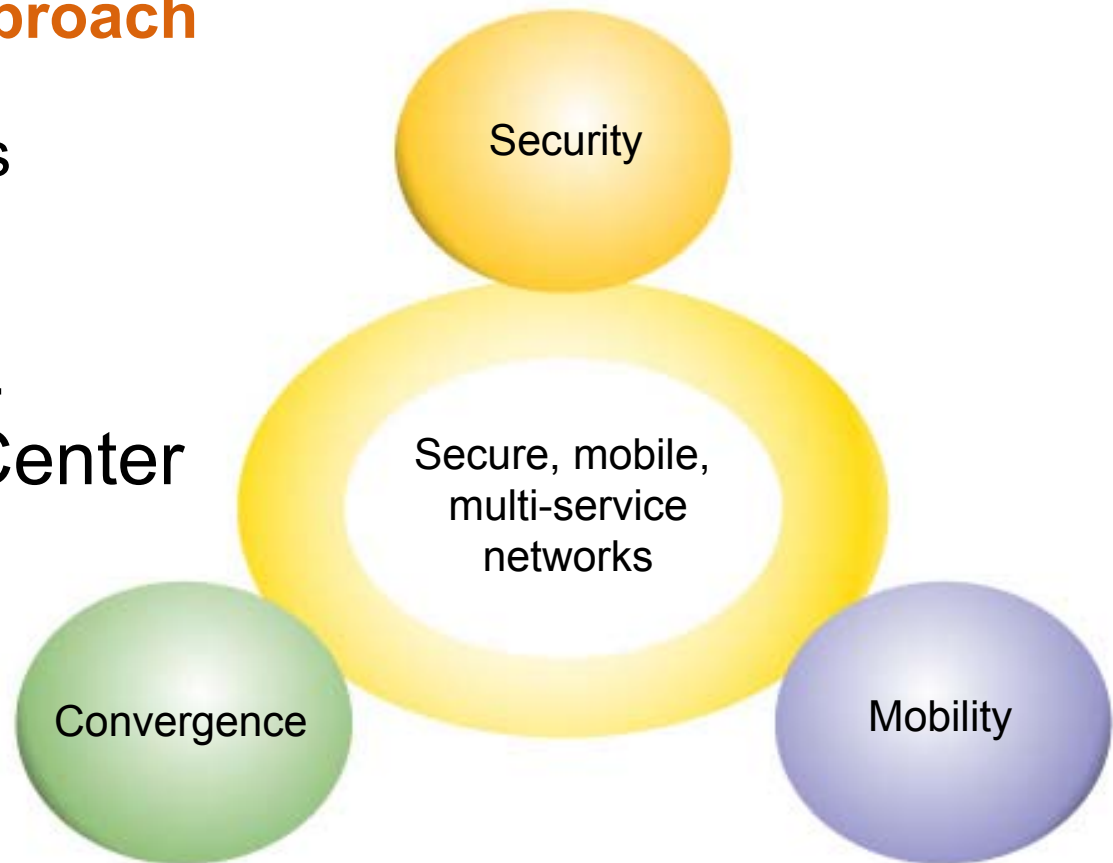 proach
s
Center
Security
Secure, mobile,
multi-service
networks
Convergence
Mobility